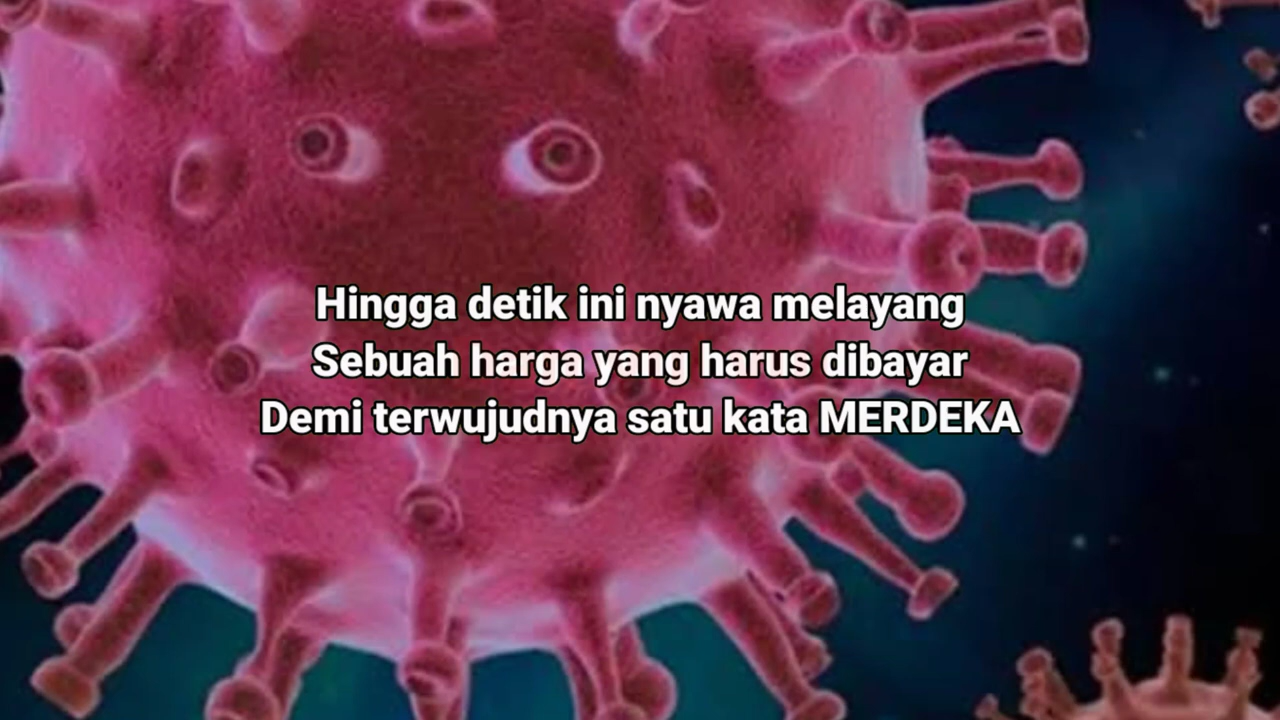 Hingga detik ini nyawa melayang
Sebuah harga yang harus dibayar
Demi terwujudnya satu kata MERDEKA